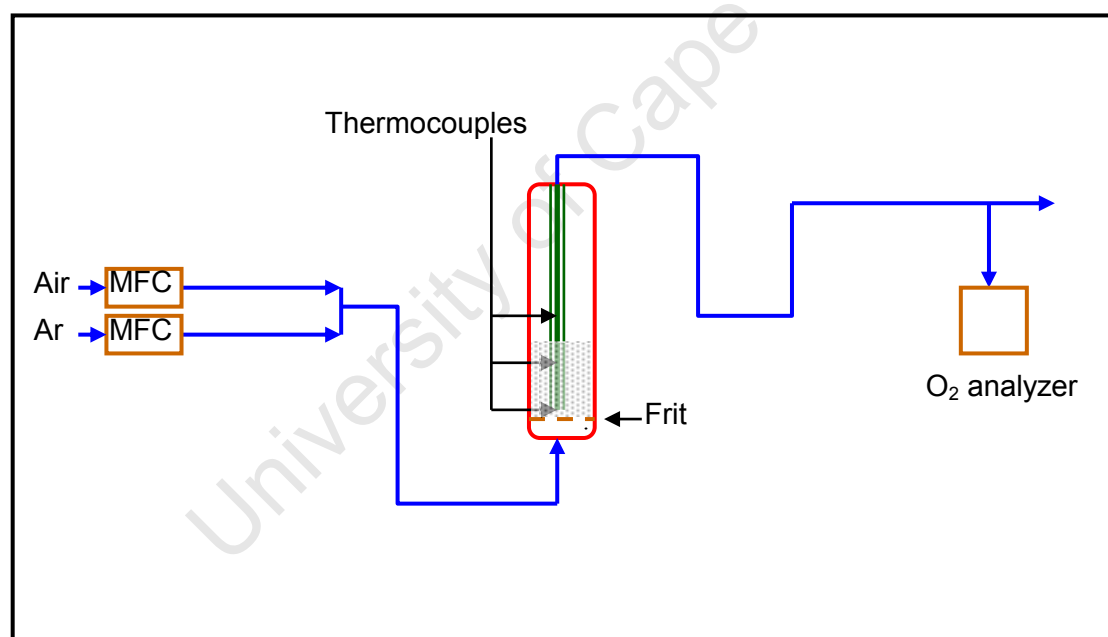 Thermocouples
Air
MFC
Ar
MFC
Frit
O₂ analyzer
University of Cape